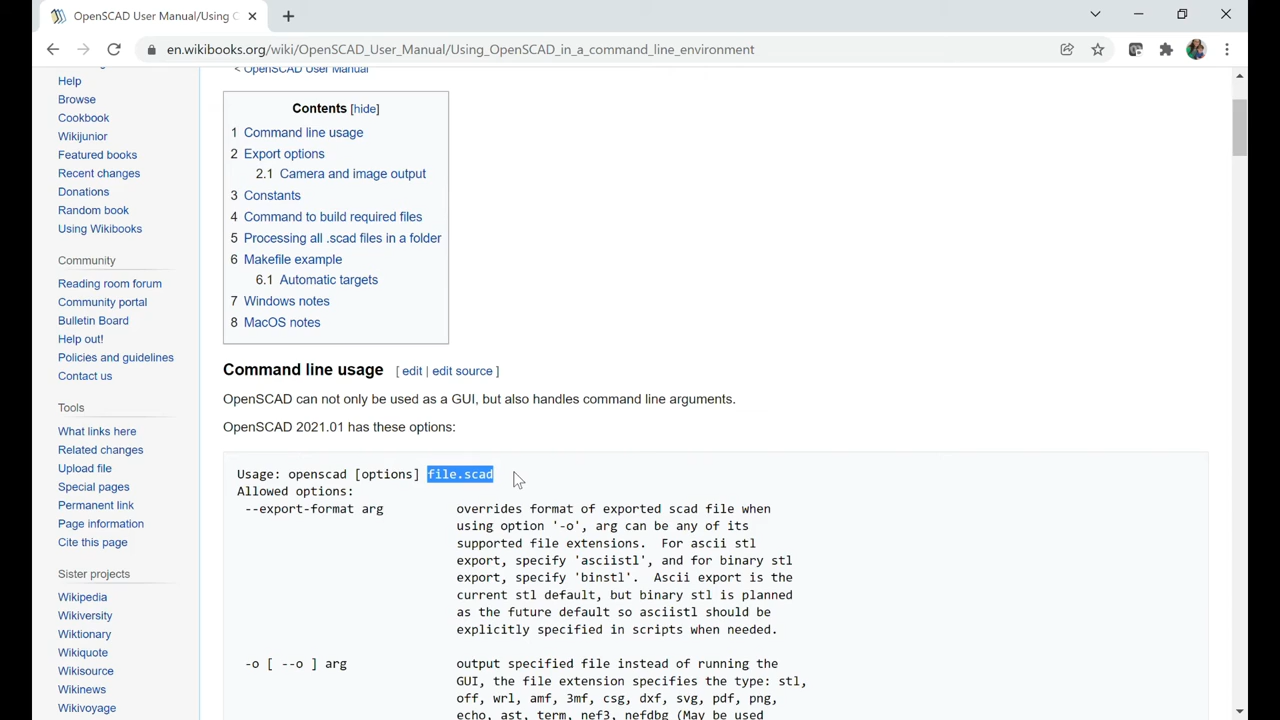 OpenSCAD User Manual/Using C
en.wikibooks.org/wiki/OpenSCAD_User_Manual/Using_OpenSCAD_in_a_command_line_environment
Help
Browse
Cookbook
Wikijunior
Featured books
Recent changes
Donations
Random book
Using Wikibooks
Community
Reading room forum
Community portal
Bulletin Board
Help out!
Policies and guidelines
Contact us
Tools
What links here
Related changes
Upload file
Special pages
Permanent link
Page information
Cite this page
Sister projects
Wikipedia
Wikiversity
Wiktionary
Wikiquote
Wikisource
Wikinews
Wikivoyage
< OpenSCAD User Manual
Contents [hide]
1 Command line usage
2 Export options
2.1 Camera and image output
3 Constants
4 Command to build required files
5 Processing all .scad files in a folder
6 Makefile example
6.1 Automatic targets
7 Windows notes
8 MacOS notes
Command line usage [ edit | edit source ]
OpenSCAD can not only be used as a GUI, but also handles command line arguments.
OpenSCAD 2021.01 has these options:
Usage: openscad [options] file.scad
Allowed options:
--export-format arg overrides format of exported scad file when
using option '-o', arg can be any of its
supported file extensions. For ascii stl
export, specify 'asciistl', and for binary stl
export, specify 'binstl'. Ascii export is the
current stl default, but binary stl is planned
as the future default so asciistl should be
explicitly specified in scripts when needed.
-o [ --o ] arg output specified file instead of running the
GUI, the file extension specifies the type: stl,
off, wrl, amf, 3mf, csg, dxf, svg, pdf, png,
echo, ast, term, nef3, nefdbg (May be used